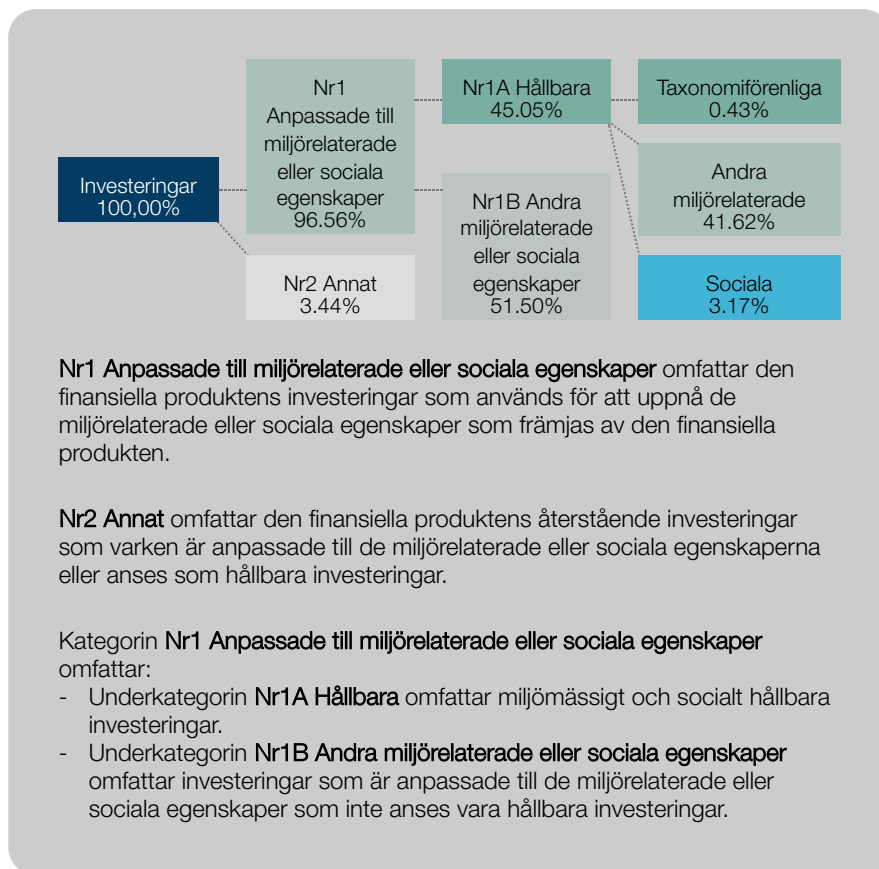 Investeringar
100,00%
Nr1
Anpassade till
miljörelaterade
eller sociala
egenskaper
96.56%
Nr2 Annat
3.44%
Nr1A Hållbara
45.05%
Nr1B Andra
miljörelaterade
eller sociala
egenskaper
51.50%
Taxonomiförenliga
0.43%
Andra
miljörelaterade
41.62%
Sociala
3.17%
Nr1 Anpassade till miljörelaterade eller sociala egenskaper omfattar den
finansiella produktens investeringar som används för att uppnå de
miljörelaterade eller sociala egenskaper som främjas av den finansiella
produkten.
Nr2 Annat omfattar den finansiella produktens återstående investeringar
som varken är anpassade till de miljörelaterade eller sociala egenskaperna
eller anses som hållbara investeringar.
Kategorin Nr1 Anpassade till miljörelaterade eller sociala egenskaper
omfattar:
- Underkategorin Nr1A Hållbara omfattar miljömässigt och socialt hållbara
investeringar.
- Underkategorin Nr1B Andra miljörelaterade eller sociala egenskaper
omfattar investeringar som är anpassade till de miljörelaterade eller
sociala egenskaper som inte anses vara hållbara investeringar.